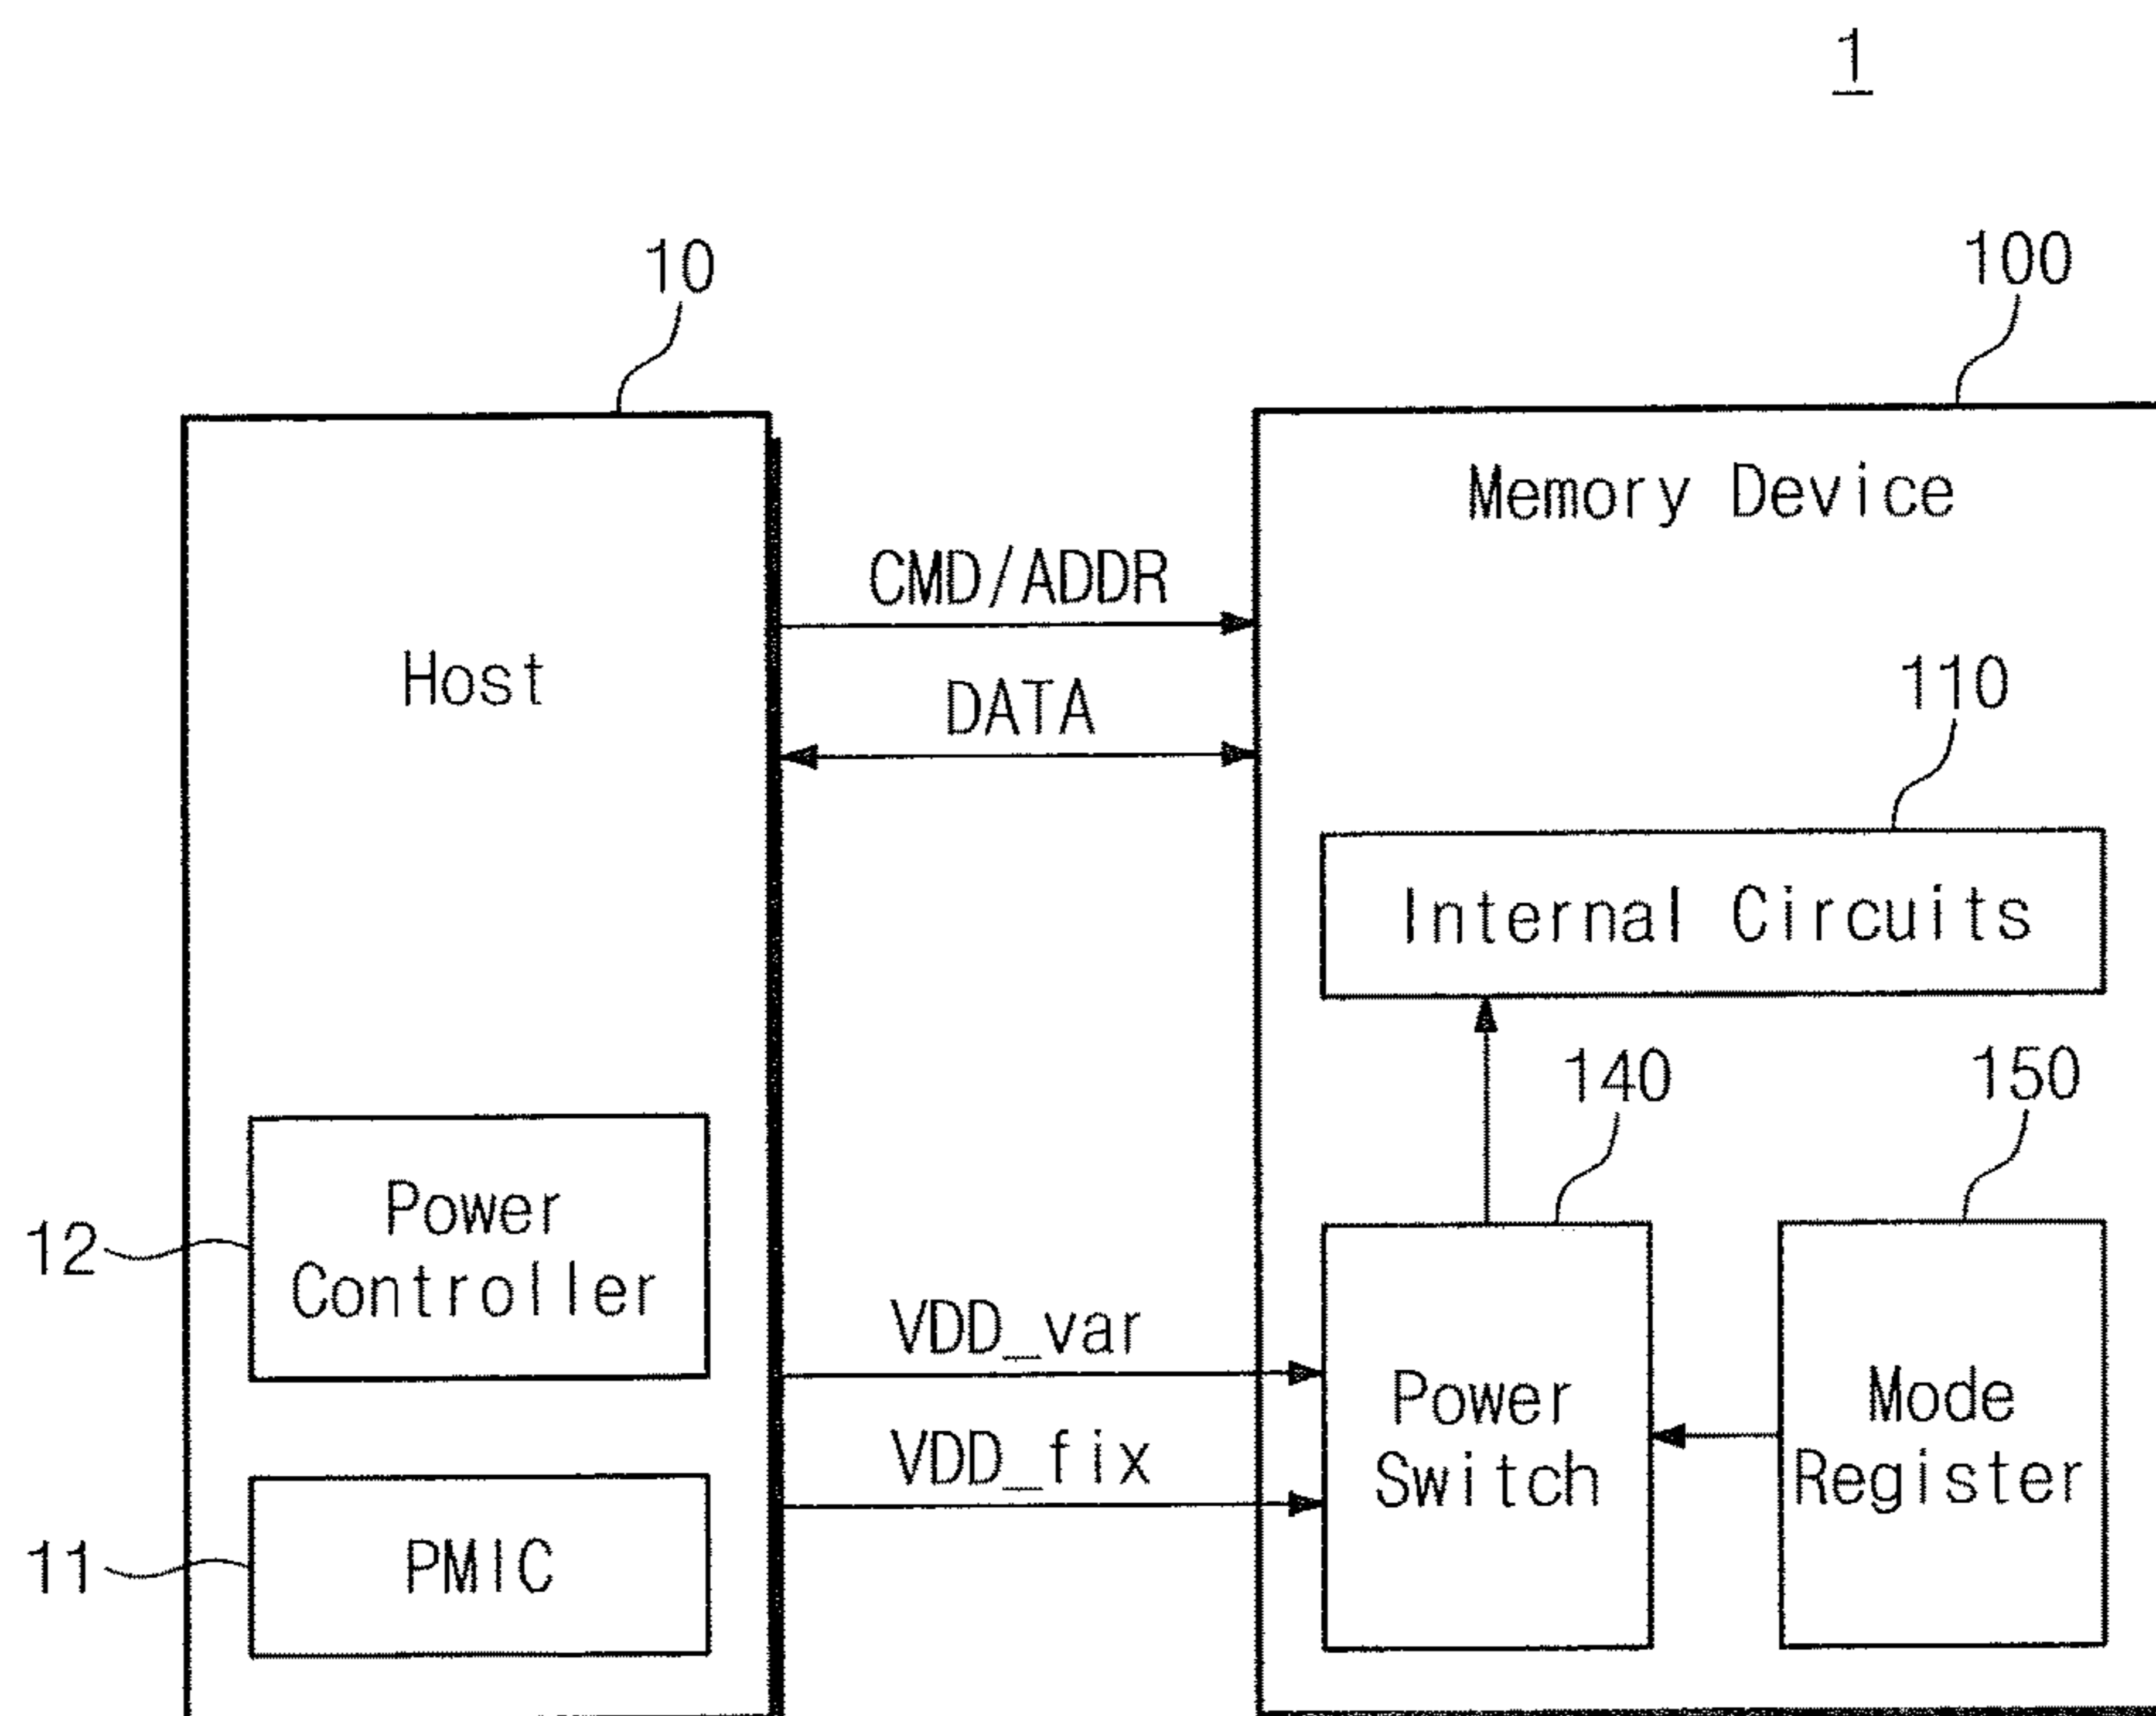 1
10
100
Memory Device
CMD/ADDR
Host
DATA
110
Internal Circuits
140
150
12
Power
Controller
VDD_var
Power
Switch
Mode
Register
VDD_fix
11
PMIC